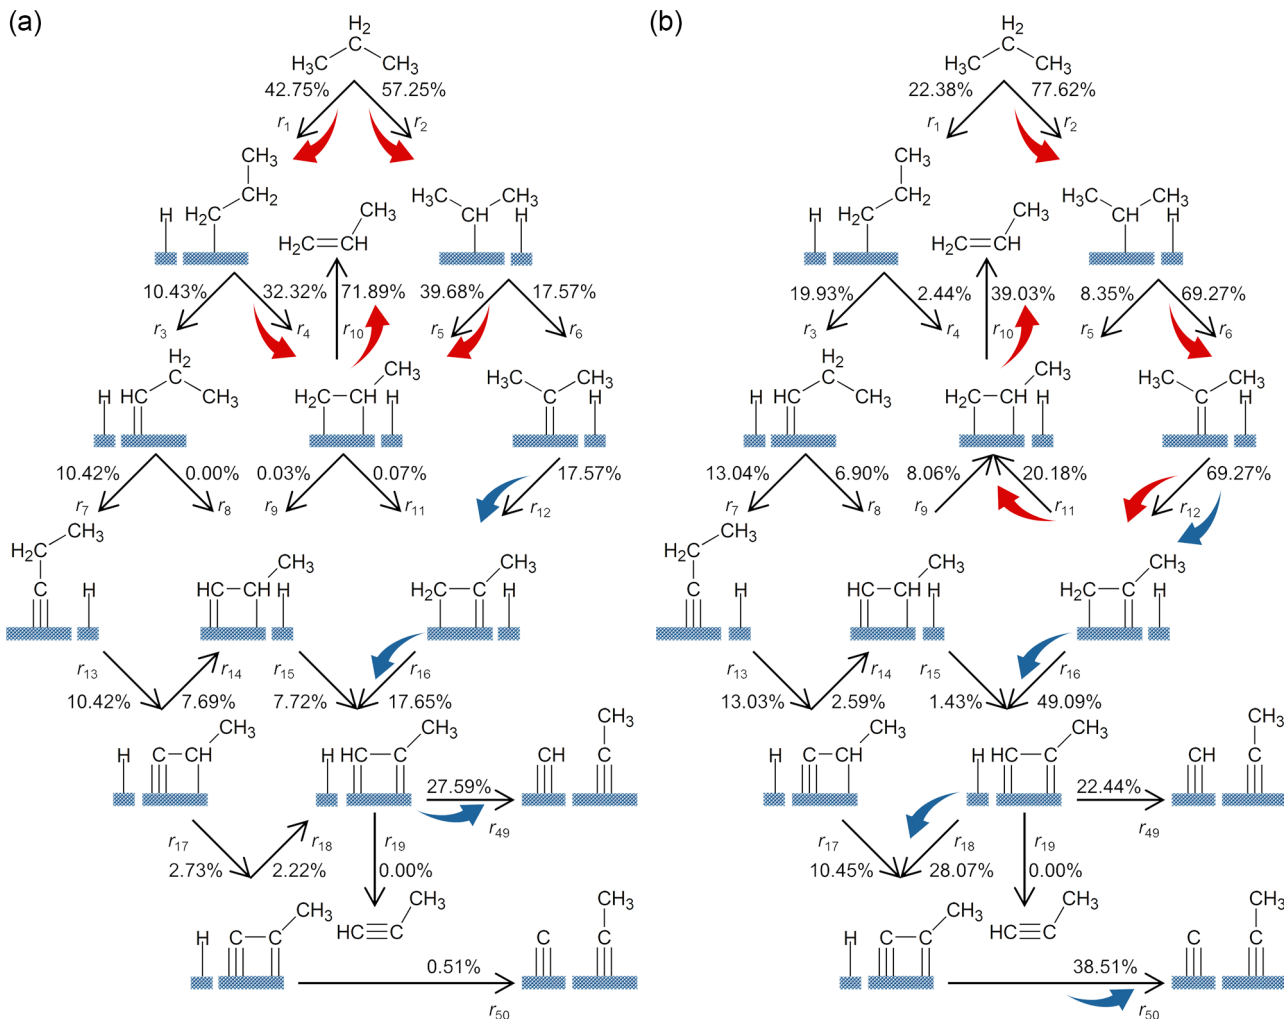 (a)
H2
C
H3C CH3
42.75% 57.25%
r1 r2
CH3
CH2
H H2C
H3C CH3
CH H
CH3
H2C CH
10.43% 32.32% 71.89% 39.68% 17.57%
r3 r4 r10 r5 r6
H2
C
H HC CH3
CH3
H2C CH H
H3C CH3
C H
10.42% 0.00% 0.03% 0.07% 17.57%
r7 r8 r9 r11 r12
CH3
H2C
C H
CH3
HC CH H
CH3
H2C C H
r13 r14 r15 r16
10.42% 7.69% 7.72% 17.65%
CH3
H C CH
CH3
H HC C
27.59%
r49
CH3
CH C
r17 r18 r19
2.73% 2.22% 0.00%
CH3
H C C
CH3
HC C
0.51%
r50
CH3
C C
(b)
H2
C
H3C CH3
22.38% 77.62%
r1 r2
CH3
CH2
H H2C
H3C CH3
CH H
CH3
H2C CH
19.93% 2.44% 39.03% 8.35% 69.27%
r3 r4 r10 r5 r6
H2
C
H HC CH3
CH3
H2C CH H
H3C CH3
C H
13.04% 6.90% 8.06% 20.18% 69.27%
r7 r8 r9 r11 r12
CH3
H2C
C H
CH3
HC CH H
CH3
H2C C H
r13 r14 r15 r16
13.03% 2.59% 1.43% 49.09%
CH3
H C CH
CH3
H HC C
22.44%
r49
CH3
CH C
r17 r18 r19
10.45% 28.07% 0.00%
CH3
H C C
CH3
HC C
38.51%
r50
CH3
C C